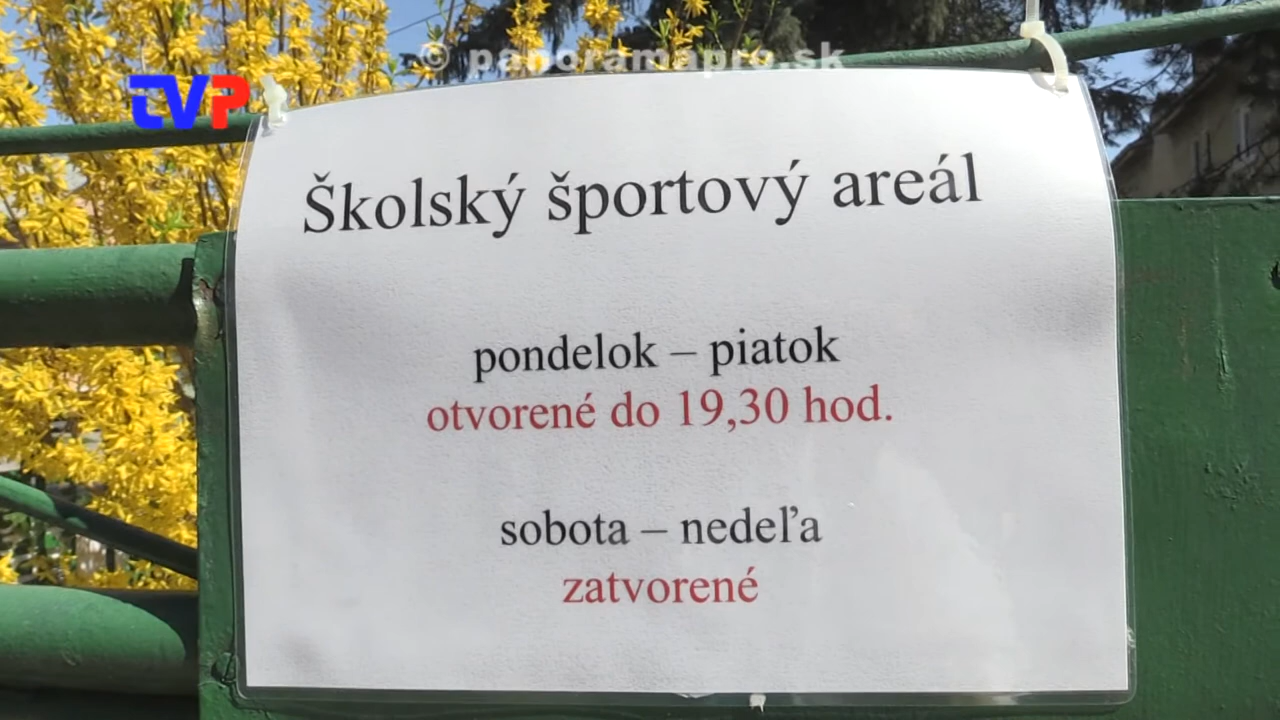 © panoramapro.sk
TVP
Školský športový areál
pondelok – piatok
otvorené do 19,30 hod.
sobota – nedeľa
zatvorené